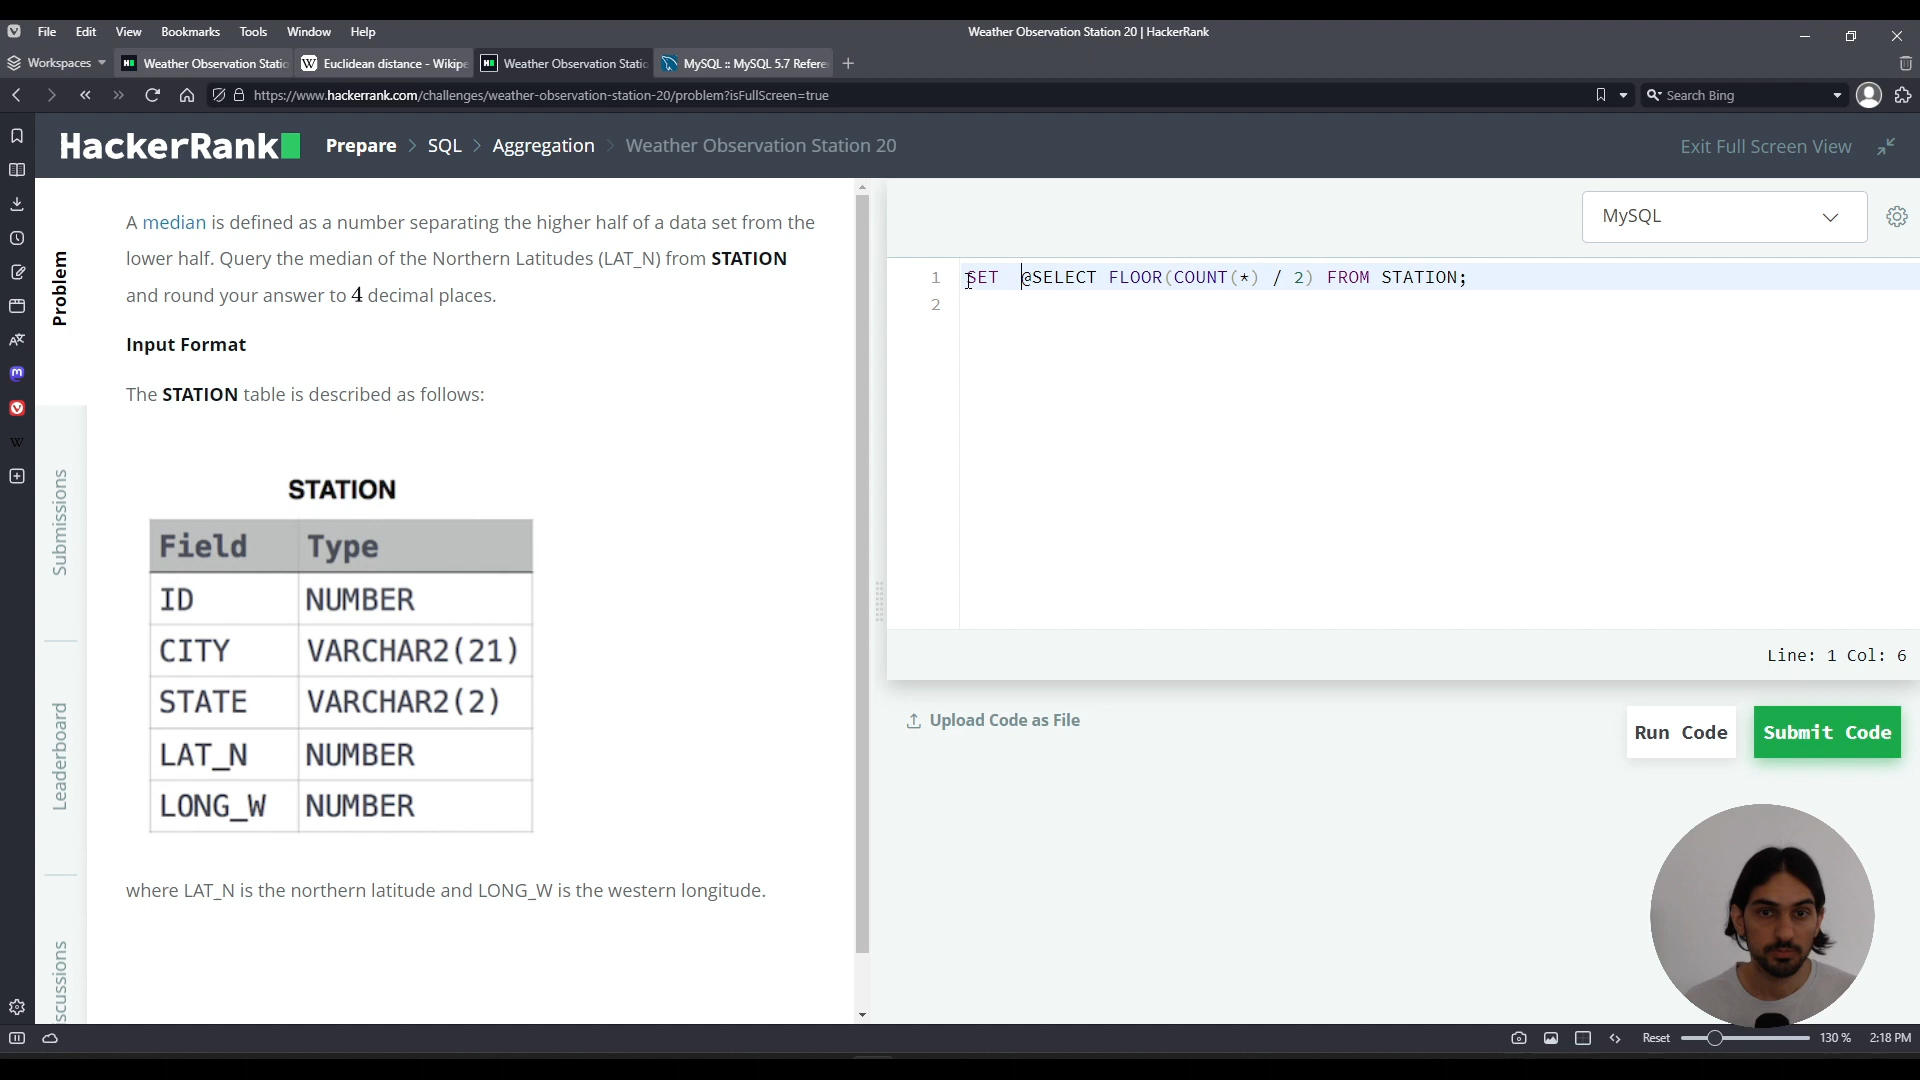 File Edit View Bookmarks Tools Window Help
Weather Observation Station 20 | HackerRank
Workspaces
Weather Observation Static
Euclidean distance - Wikipe
Weather Observation Static
MySQL :: MySQL 5.7 Refere
https://www.hackerrank.com/challenges/weather-observation-station-20/problem?isFullScreen=true
Search Bing
HackerRank
Prepare > SQL > Aggregation > Weather Observation Station 20
Exit Full Screen View
Problem
Submissions
Leaderboard
scussions
A median is defined as a number separating the higher half of a data set from the
lower half. Query the median of the Northern Latitudes (LAT_N) from STATION
and round your answer to 4 decimal places.
Input Format
The STATION table is described as follows:
STATION
Field Type
ID NUMBER
CITY VARCHAR2(21)
STATE VARCHAR2(2)
LAT_N NUMBER
LONG_W NUMBER
where LAT_N is the northern latitude and LONG_W is the western longitude.
MySQL
1 SET @SELECT FLOOR(COUNT(*) / 2) FROM STATION;
2
Line: 1 Col: 6
Upload Code as File
Run Code
Submit Code
Reset
130 %
2:18 PM